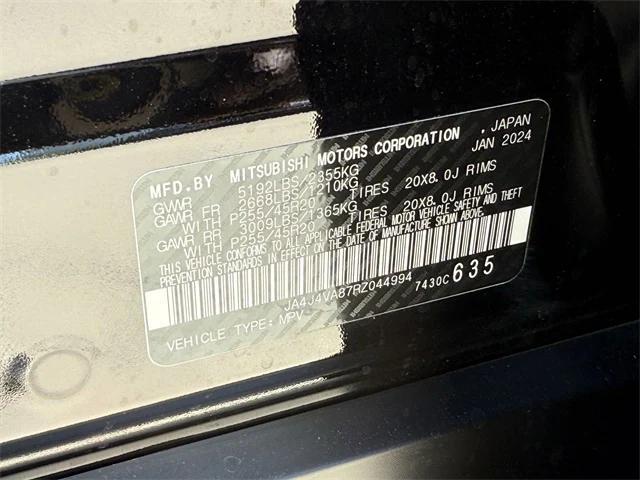 MFD.BY MITSUBISHI MOTORS CORPORATION , JAPAN
JAN 2024
GVWR 5192LBS/2355KG
GAWR FR 2668LBS/1210KG
WITH P255/45R20 TIRES 20X8.0J RIMS
GAWR RR 3009LBS/1365KG
WITH P255/45R20 TIRES 20X8.0J RIMS
THIS VEHICLE CONFORMS TO ALL APPLICABLE FEDERAL MOTOR VEHICLE SAFETY BUMPER AND THEFT
PREVENTION STANDARDS IN EFFECT ON THE DATE OF MANUFACTURE SHOWN ABOVE.
JA4J4VA87RZ044994 7430C 635
VEHICLE TYPE: MPV